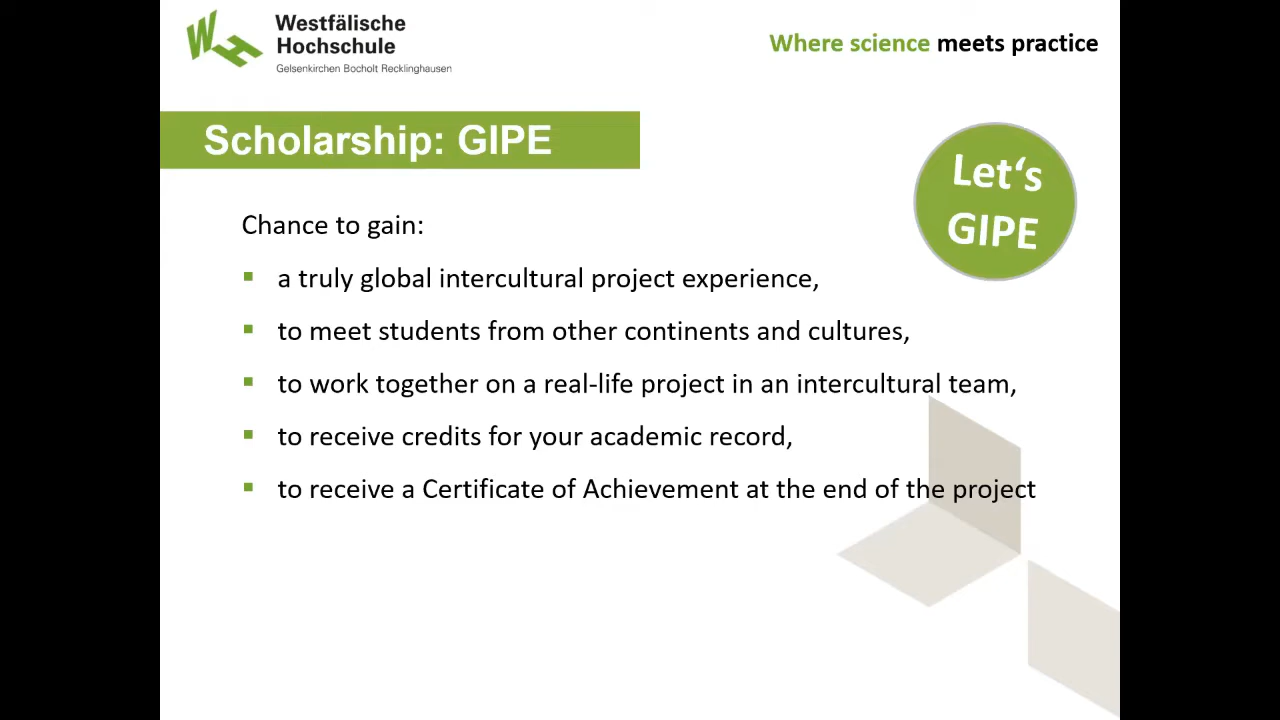 Westfälische
Hochschule
Gelsenkirchen Bocholt Recklinghausen
Where science meets practice
Scholarship: GIPE
Let‘s
GIPE
Chance to gain:
a truly global intercultural project experience,
to meet students from other continents and cultures,
to work together on a real-life project in an intercultural team,
to receive credits for your academic record,
to receive a Certificate of Achievement at the end of the project